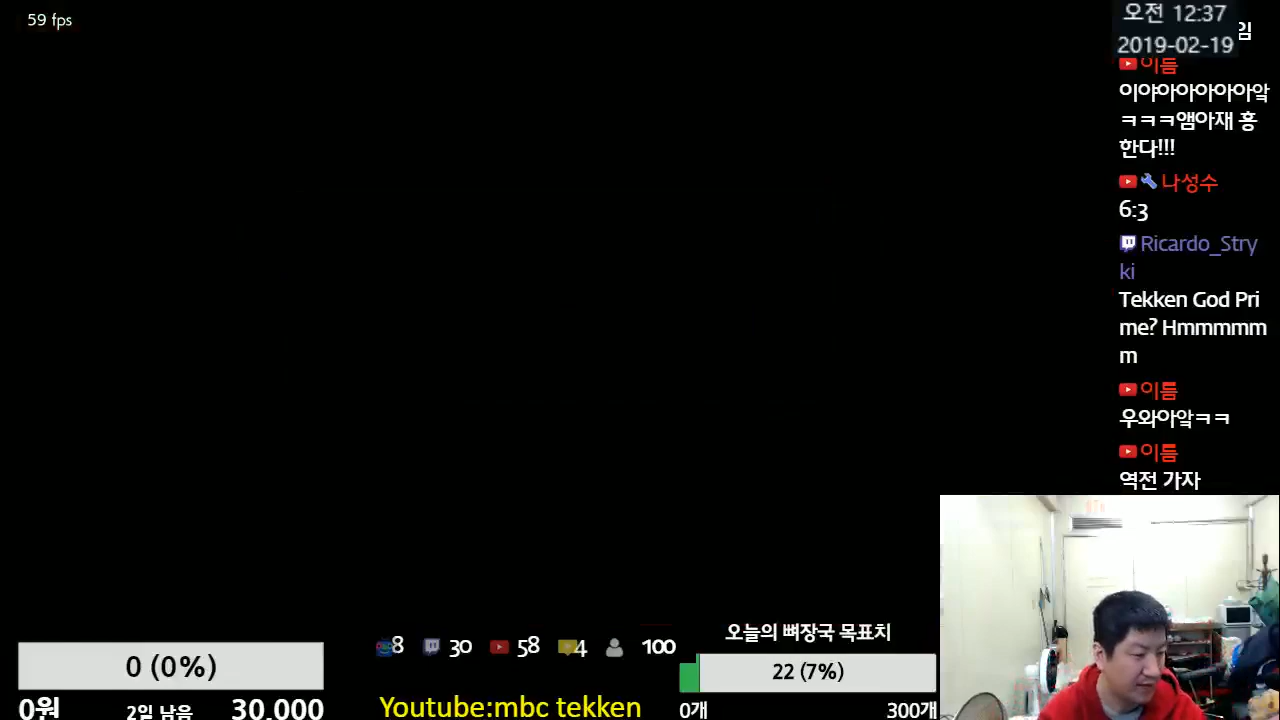 59 fps
오전 12:37
2019-02-19
임
이름
이야아아아아아앜
ㅋㅋㅋ앰아재 흥
한다!!!
나성수
6:3
Ricardo_Stry
ki
Tekken God Pri
me? Hmmmmm
m
이름
우와아앜ㅋㅋ
이름
역전 가자
0 (0%)
0원 2일 남음 30,000
8 30 58 4 100
Youtube:mbc tekken
오늘의 뼈장국 목표치
22 (7%)
0개 300개